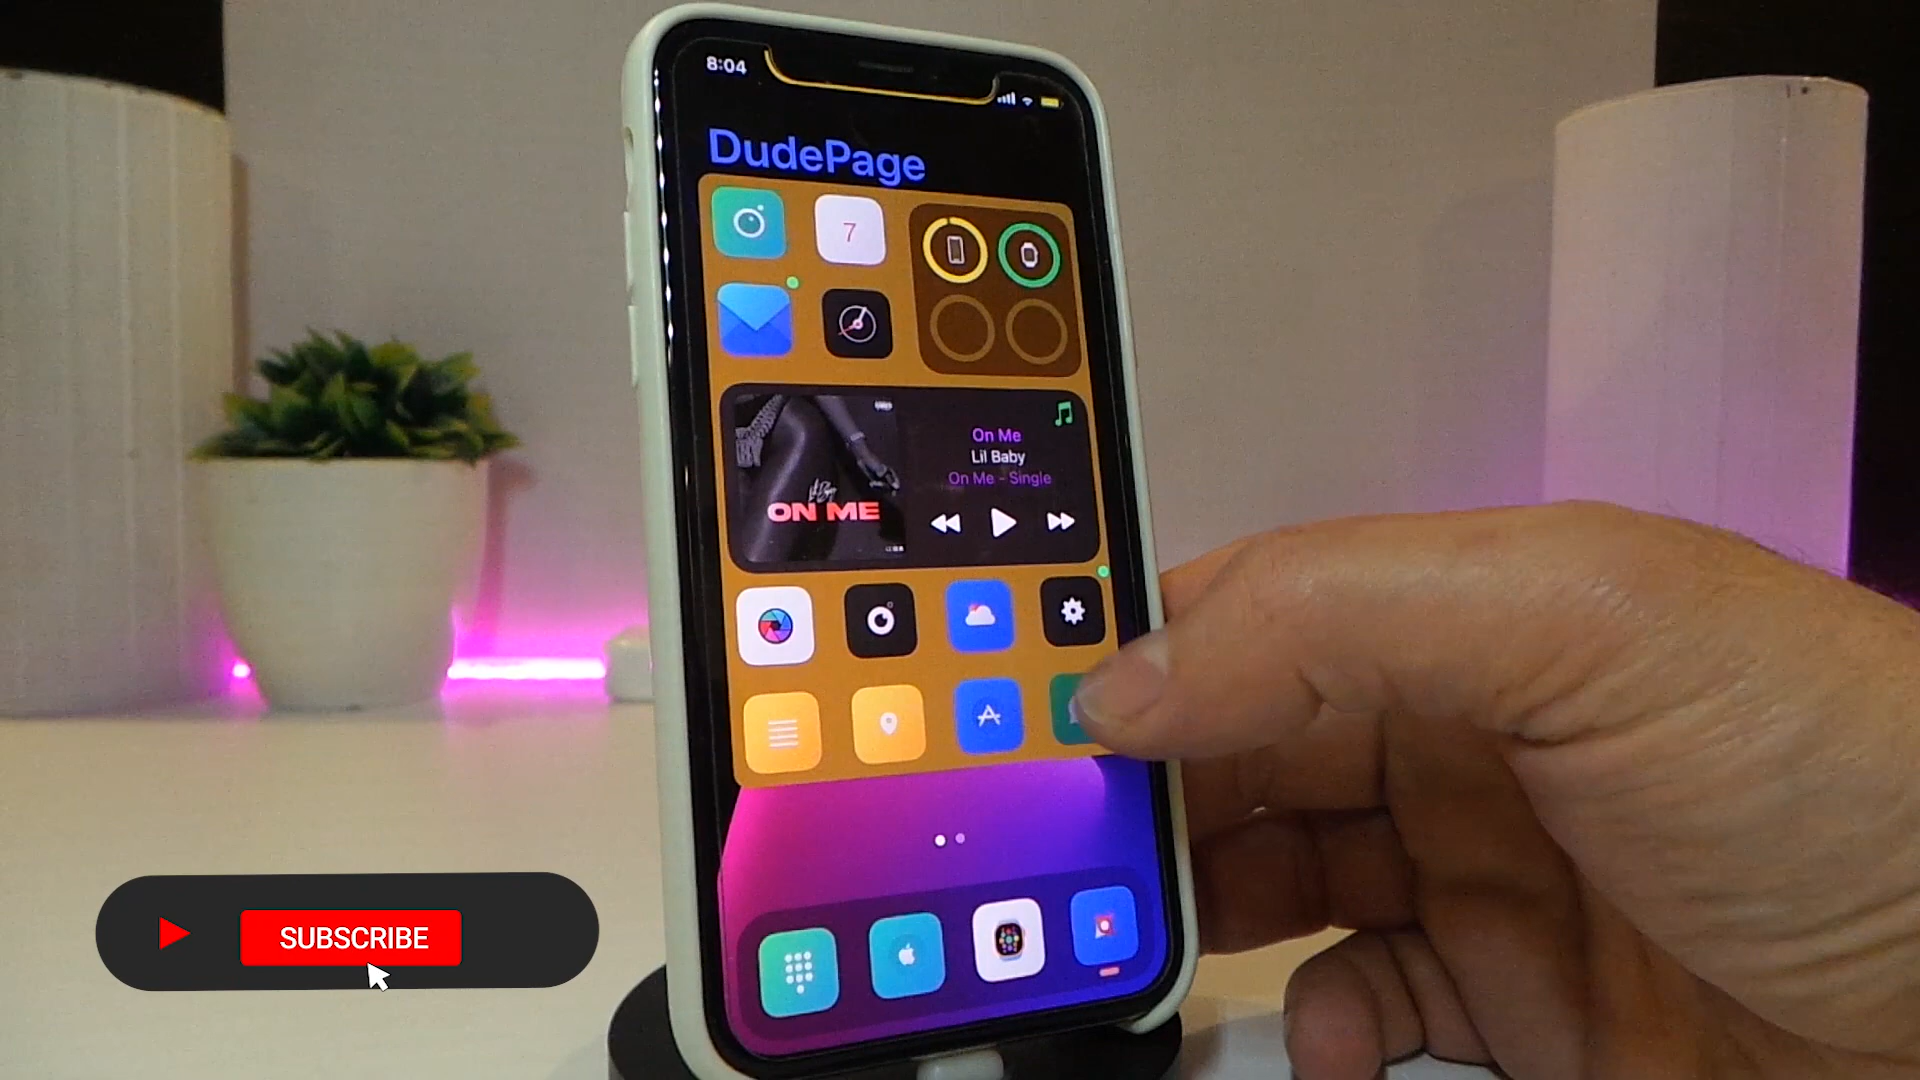 8:04
DudePage
7
ON ME
On Me
Lil Baby
On Me - Single
SUBSCRIBE